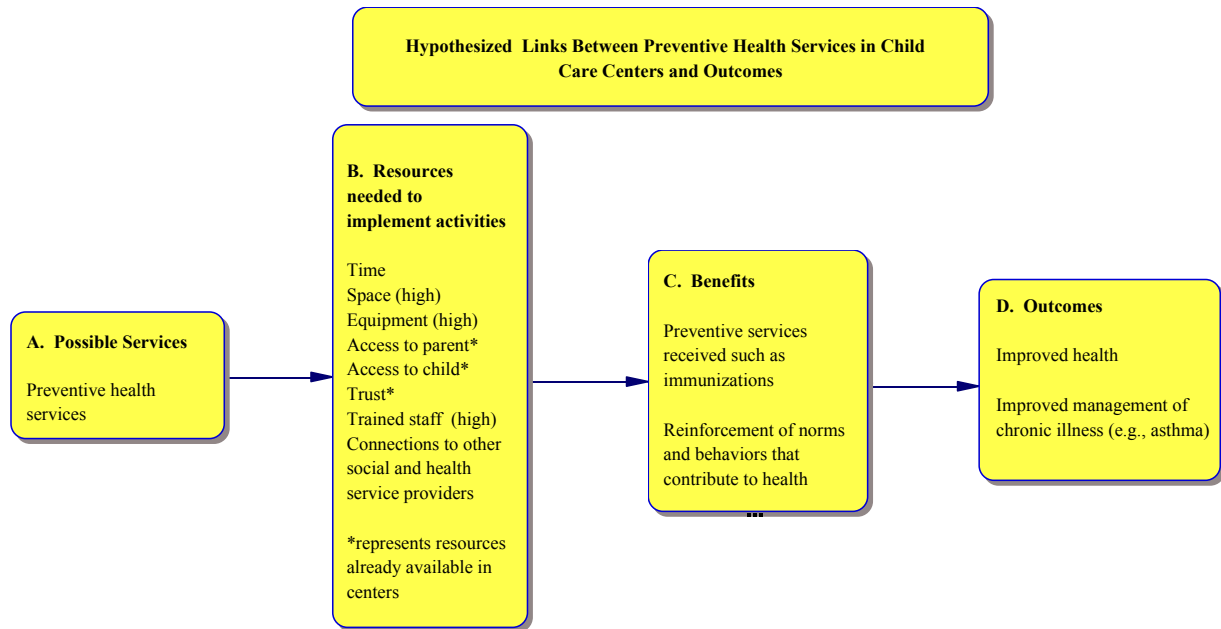 Hypothesized Links Between Preventive Health Services in Child
Care Centers and Outcomes
A. Possible Services
Preventive health
services
B. Resources
needed to
implement activities
Time
Space (high)
Equipment (high)
Access to parent*
Access to child*
Trust*
Trained staff (high)
Connections to other
social and health
service providers
*represents resources
already available in
centers
C. Benefits
Preventive services
received such as
immunizations
Reinforcement of norms
and behaviors that
contribute to health
D. Outcomes
Improved health
Improved management of
chronic illness (e.g., asthma)